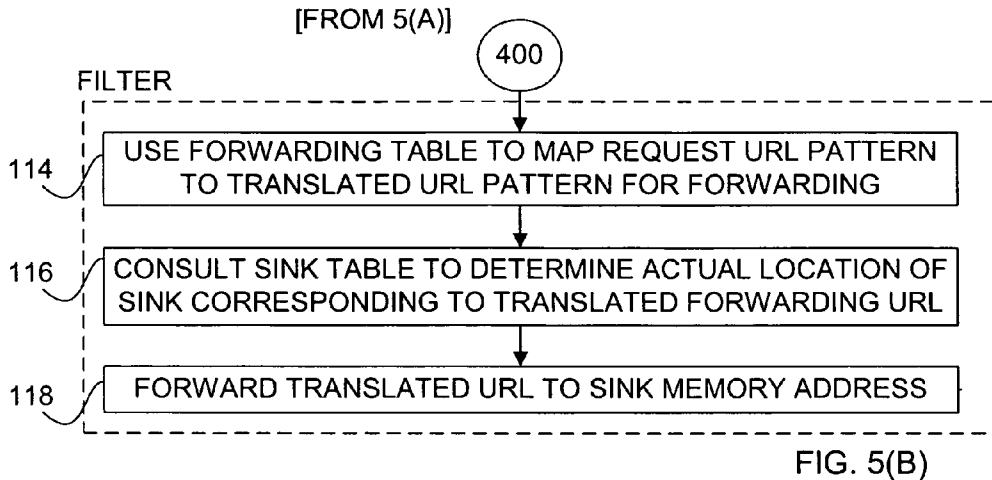 [FROM 5(A)]
400
FILTER
114
USE FORWARDING TABLE TO MAP REQUEST URL PATTERN
TO TRANSLATED URL PATTERN FOR FORWARDING
116
CONSULT SINK TABLE TO DETERMINE ACTUAL LOCATION OF
SINK CORRESPONDING TO TRANSLATED FORWARDING URL
118
FORWARD TRANSLATED URL TO SINK MEMORY ADDRESS
FIG. 5(B)